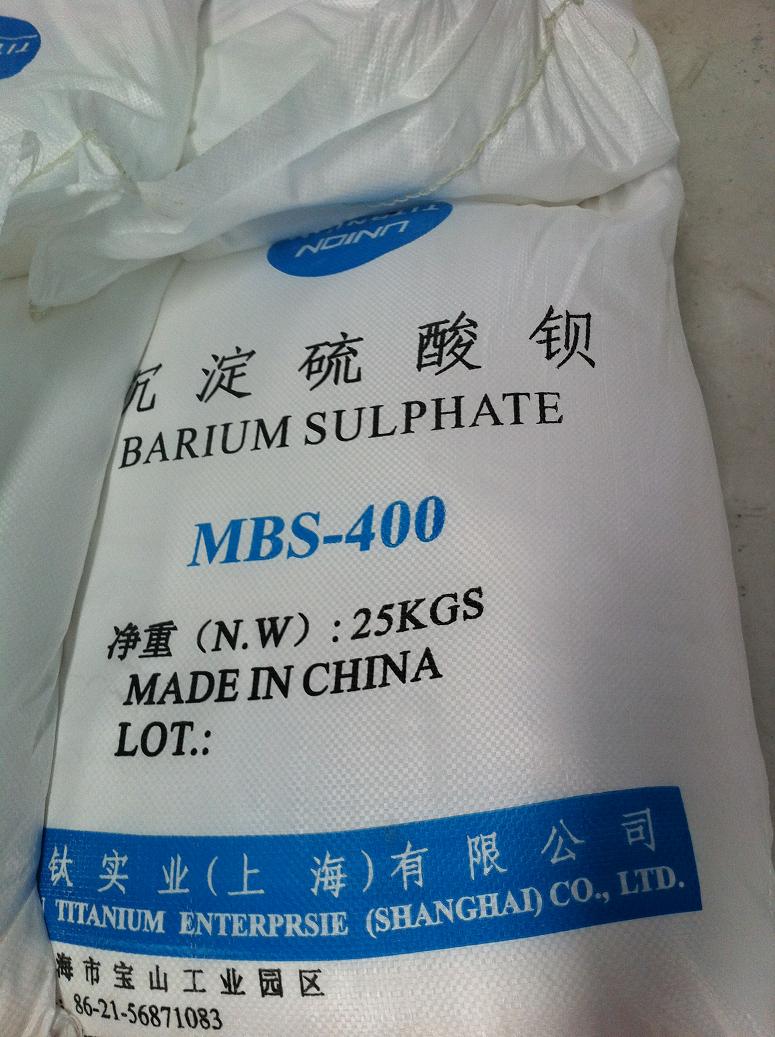 UNION
TITANIUM
沉淀硫酸钡
BARIUM SULPHATE
MBS-400
净重（N.W）: 25KGS
MADE IN CHINA
LOT.:
钛实业(上海)有限公司
TITANIUM ENTERPRSIE (SHANGHAI) CO., LTD.
海市宝山工业园区
: 86-21-56871083